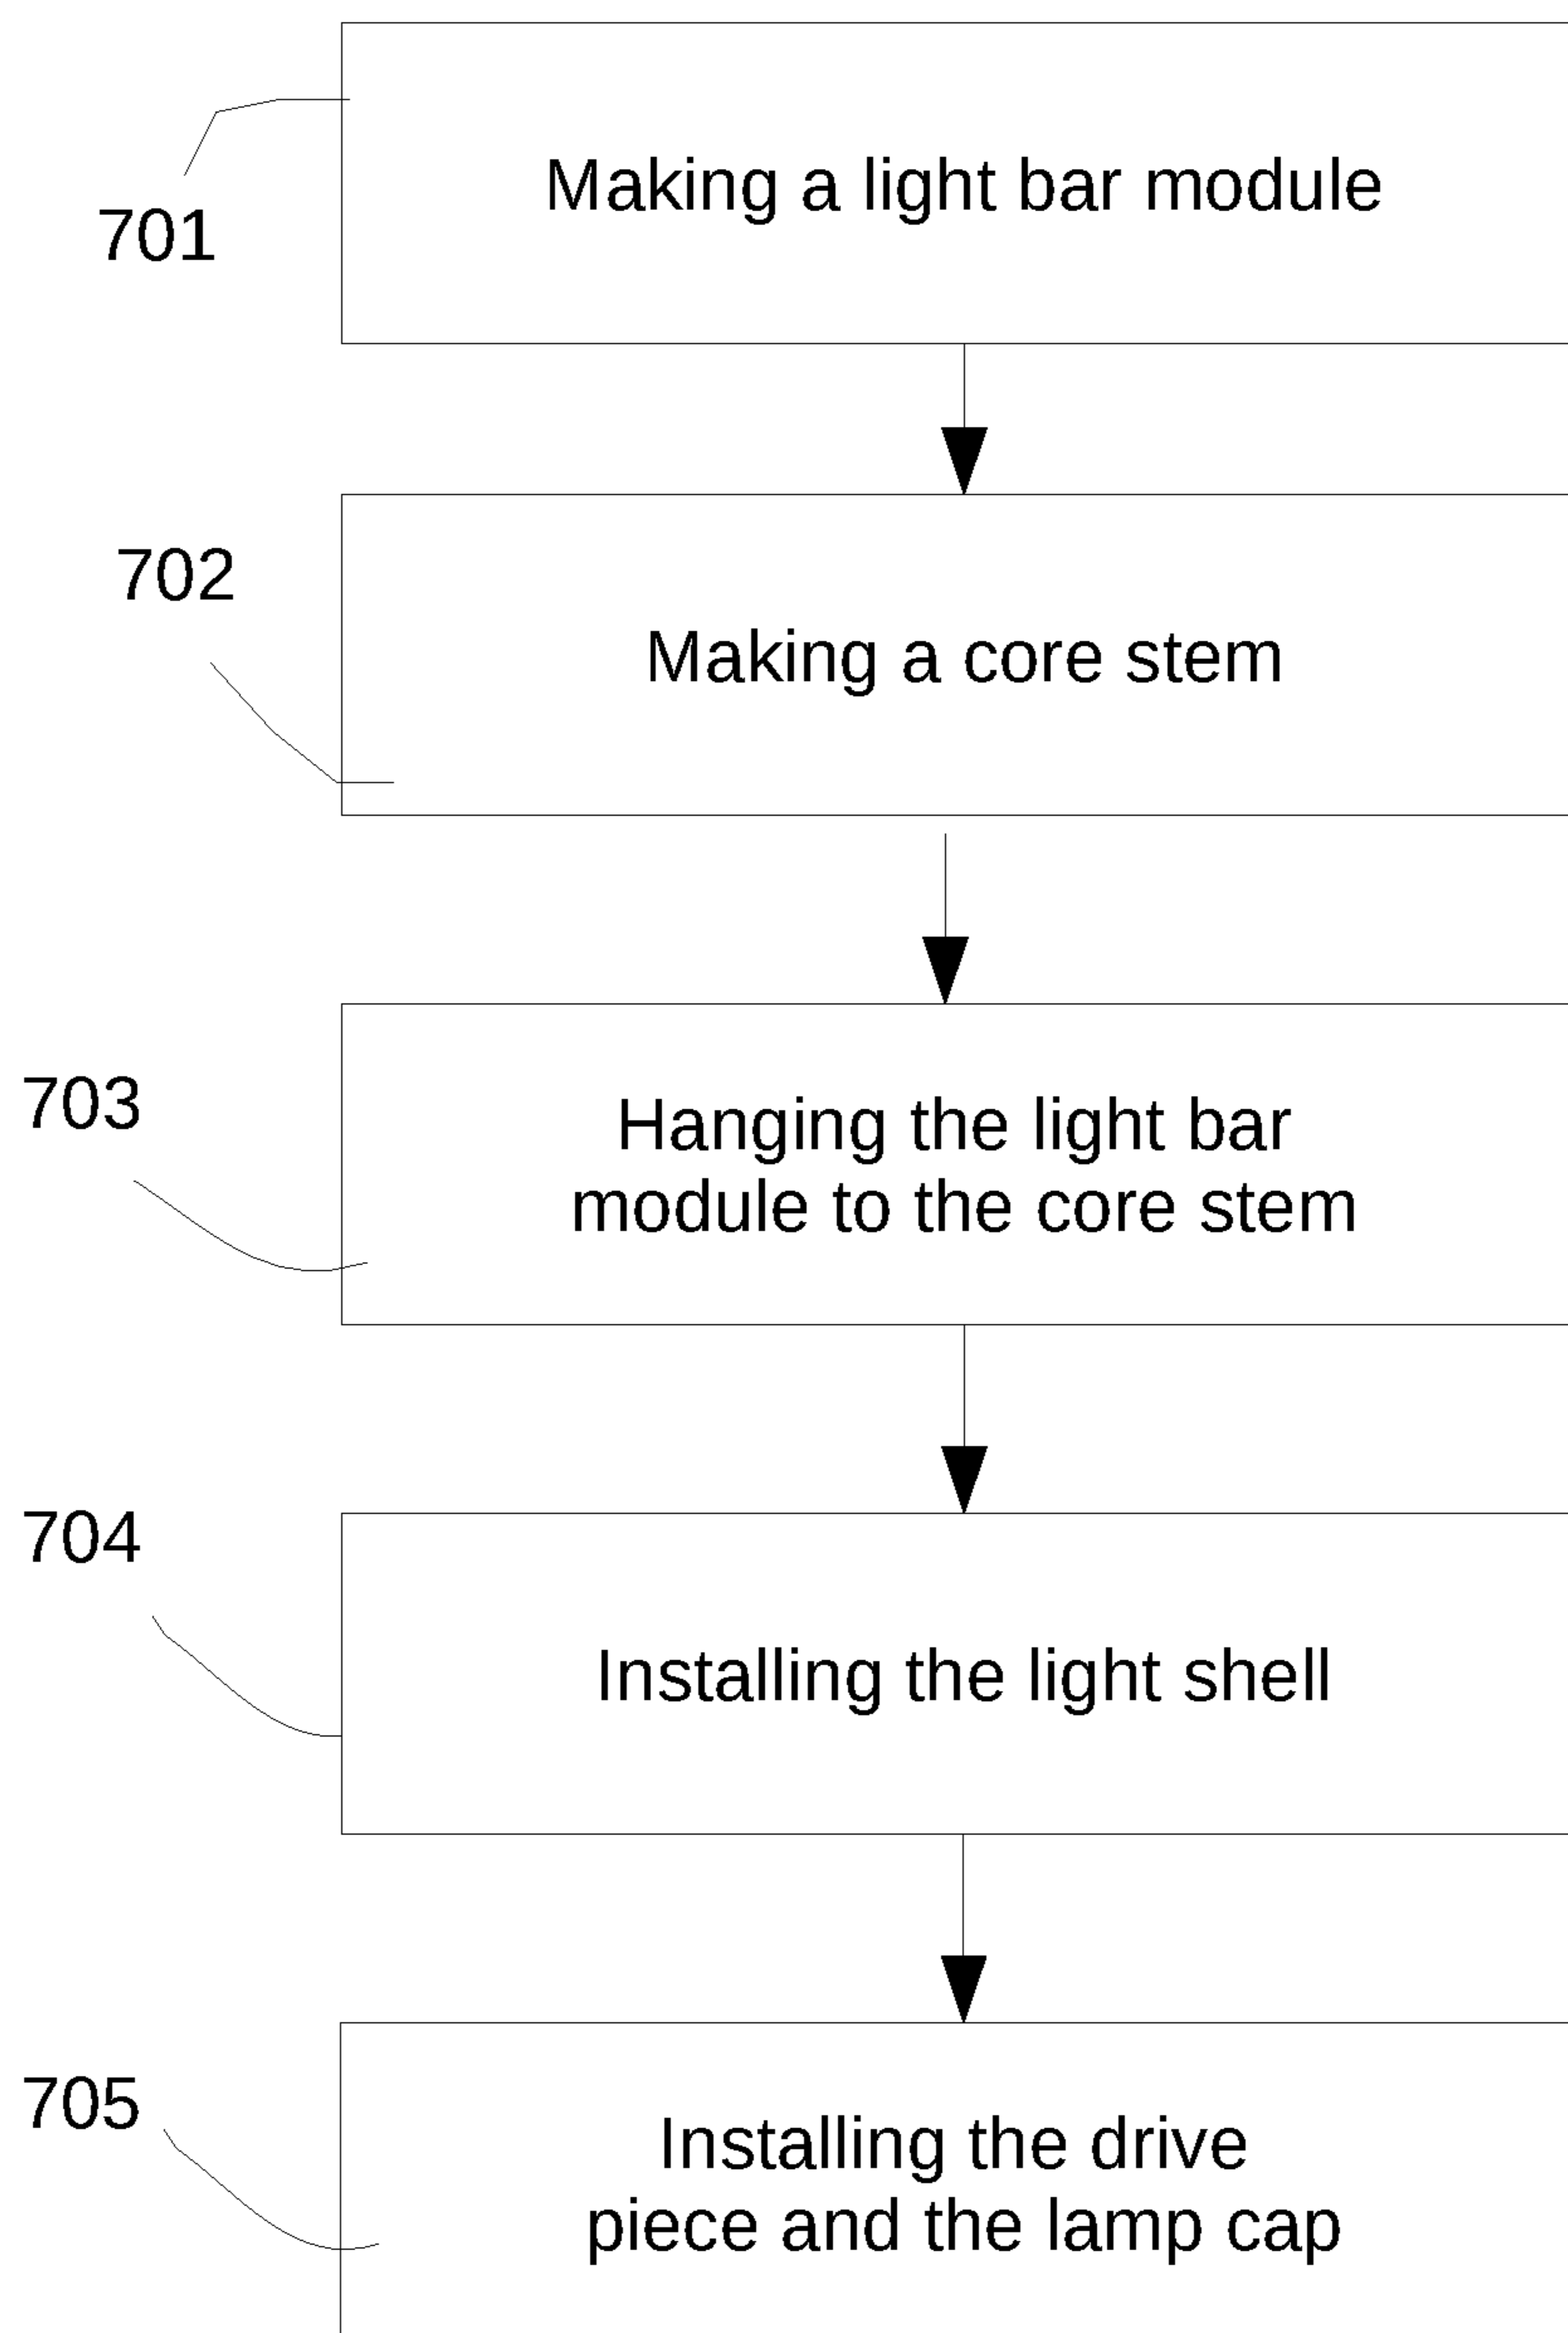 Making a light bar module
701
702
Making a core stem
703
Hanging the light bar
module to the core stem
704
Installing the light shell
705
Installing the drive
piece and the lamp cap